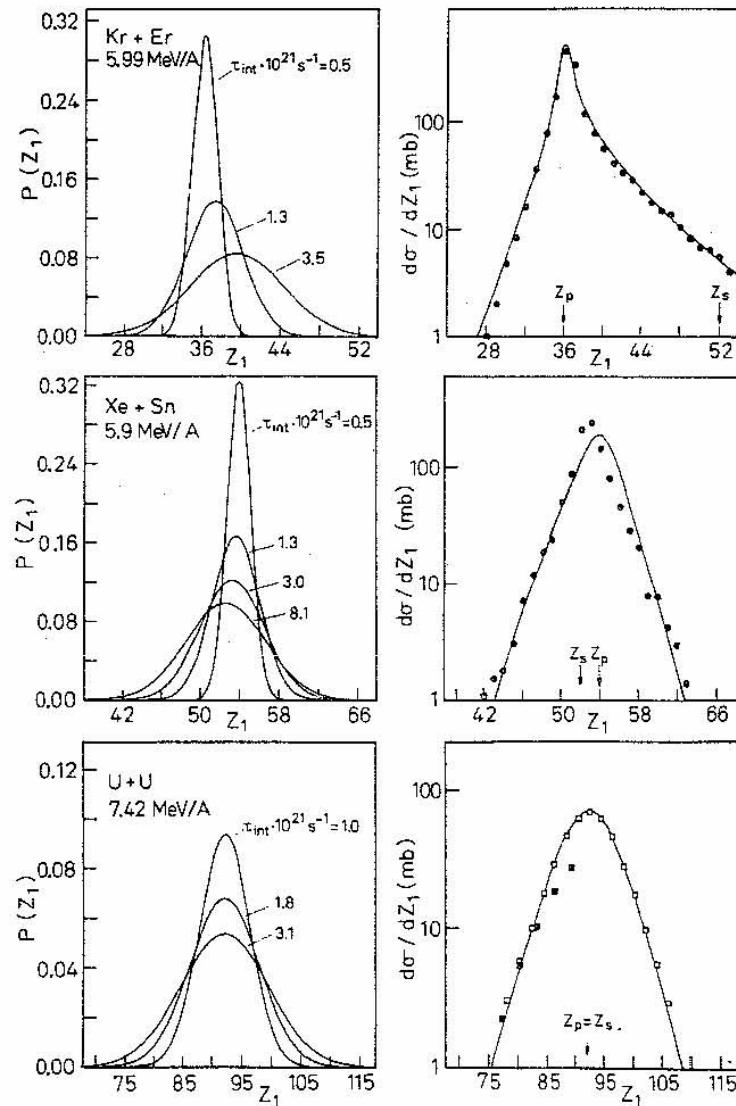 0.32
Kr + Er
5.99 MeV/A
τint · 10²¹ s⁻¹ = 0.5
0.24
P (Z₁)
0.16
1.3
0.08
3.5
0.00
28 36 44 52
Z₁
100
dσ / dZ₁ (mb)
10
Zp
Zs
1
28 36 44 52
Z₁
0.32
Xe + Sn
5.9 MeV/A
τint · 10²¹ s⁻¹ = 0.5
0.24
P (Z₁)
0.16
1.3
3.0
0.08
8.1
0.00
42 50 58 66
Z₁
100
dσ / dZ₁ (mb)
10
Zs Zp
1
42 50 58 66
Z₁
0.12
U + U
7.42 MeV/A
τint · 10²¹ s⁻¹ = 1.0
0.08
P (Z₁)
1.8
3.1
0.04
0.00
75 85 95 105 115
Z₁
100
dσ / dZ₁ (mb)
10
Zp = Zs
1
75 85 95 105 115
Z₁